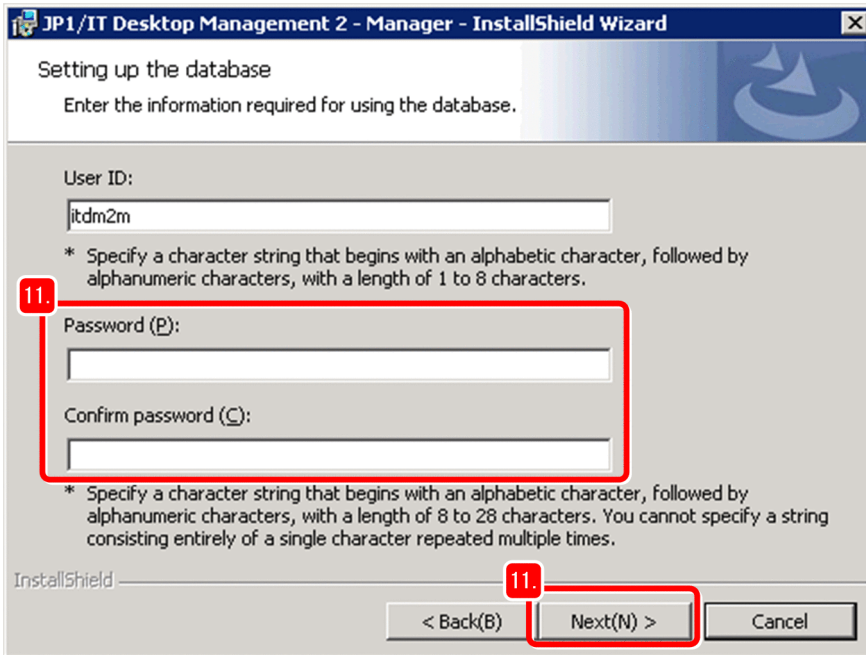 JP1/IT Desktop Management 2 - Manager - InstallShield Wizard
Setting up the database
Enter the information required for using the database.
User ID:
itdm2m
* Specify a character string that begins with an alphabetic character, followed by
alphanumeric characters, with a length of 1 to 8 characters.
11.
Password (P):
Confirm password (C):
* Specify a character string that begins with an alphabetic character, followed by
alphanumeric characters, with a length of 8 to 28 characters. You cannot specify a string
consisting entirely of a single character repeated multiple times.
InstallShield
11.
< Back(B)
Next(N) >
Cancel